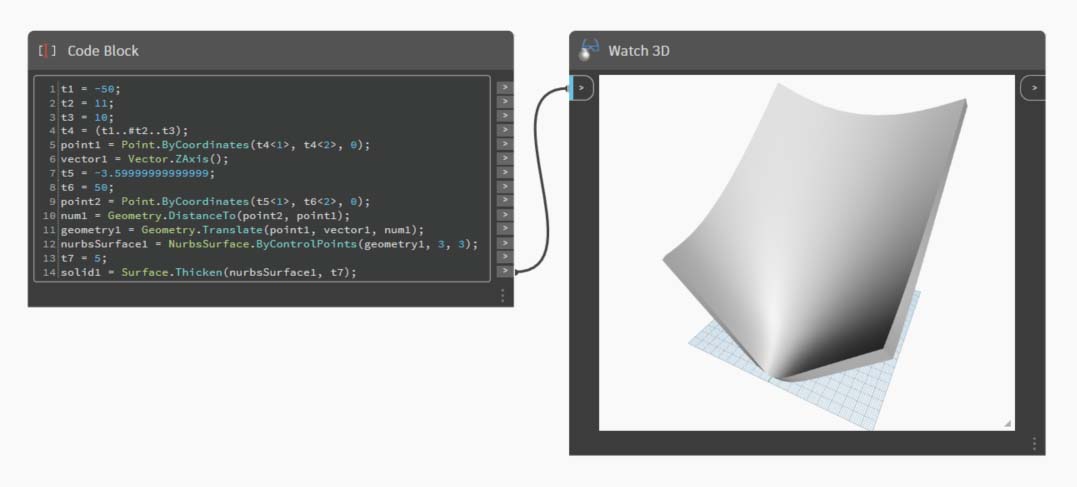 Code Block
1 t1 = -50;
2 t2 = 11;
3 t3 = 10;
4 t4 = (t1..#t2..t3);
5 point1 = Point.ByCoordinates(t4<1>, t4<2>, 0);
6 vector1 = Vector.ZAxis();
7 t5 = -3.59999999999999;
8 t6 = 50;
9 point2 = Point.ByCoordinates(t5<1>, t6<2>, 0);
10 num1 = Geometry.DistanceTo(point2, point1);
11 geometry1 = Geometry.Translate(point1, vector1, num1);
12 nurbsSurface1 = NurbsSurface.ByControlPoints(geometry1, 3, 3);
13 t7 = 5;
14 solid1 = Surface.Thicken(nurbsSurface1, t7);
>
>
>
>
>
>
>
>
>
>
>
>
>
>
Watch 3D
>
>